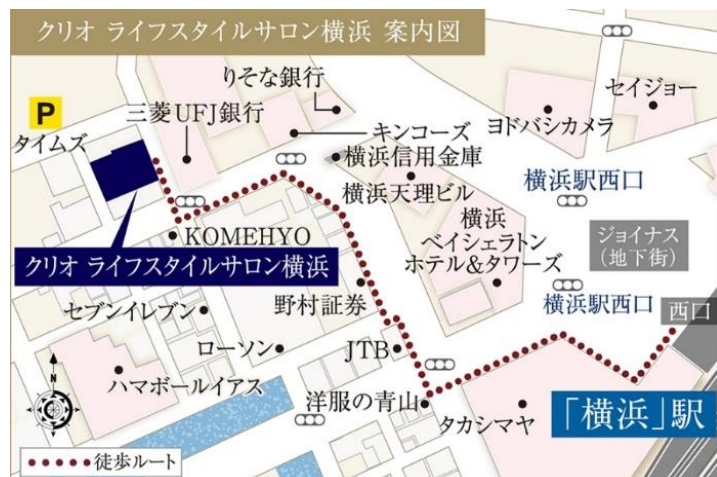 クリオ ライフスタイルサロン横浜 案内図
りそな銀行
セイジョー
P
タイムズ
三菱UFJ銀行
キンコーズ
ヨドバシカメラ
横浜信用金庫
横浜天理ビル
横浜駅西口
KOMEHYO
横浜
ベイシェラトン
ホテル&タワーズ
ジョイナス
(地下街)
クリオ ライフスタイルサロン横浜
セブンイレブン
野村証券
横浜駅西口
西口
ローソン
JTB
ハマボールイアス
洋服の青山
タカシマヤ
「横浜」駅
N
徒歩ルート